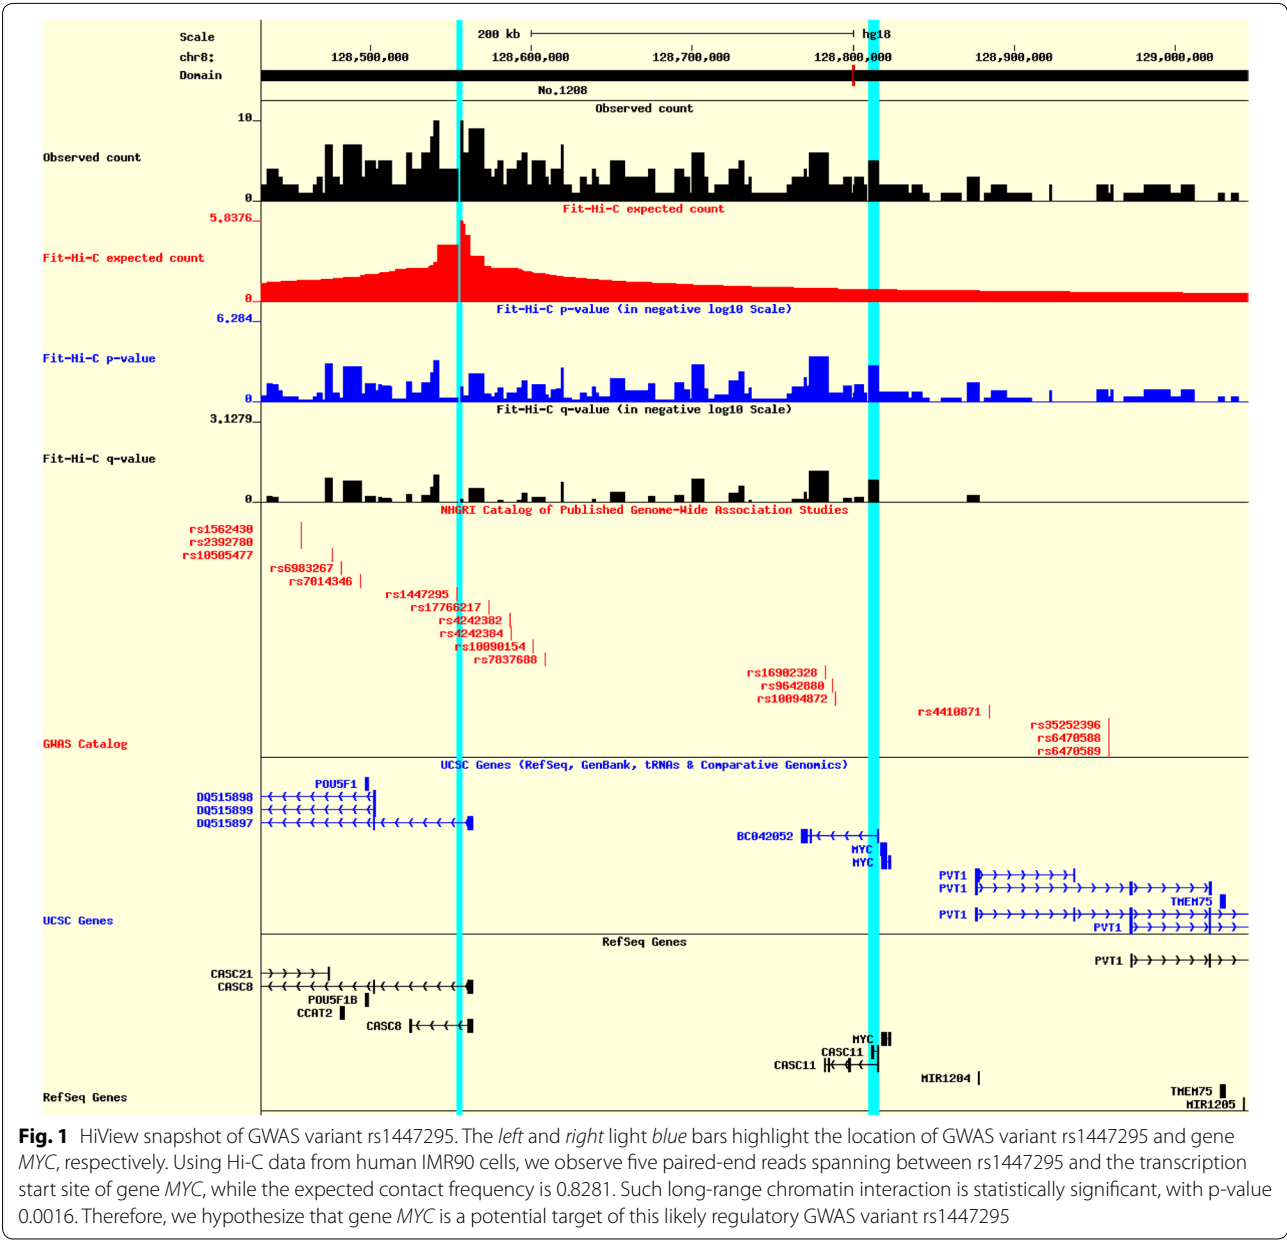 Scale 200 kb hg18
chr8: 128,500,000 128,600,000 128,700,000 128,800,000 128,900,000 129,000,000
Domain
No.1208
Observed count
10
Observed count
0
Fit-Hi-C expected count
5.8376
Fit-Hi-C expected count
0
Fit-Hi-C p-value (in negative log10 Scale)
6.284
Fit-Hi-C p-value
0
Fit-Hi-C q-value (in negative log10 Scale)
3.1279
Fit-Hi-C q-value
0
NHGRI Catalog of Published Genome-Wide Association Studies
rs1562430
rs2392780
rs10505477
rs6983267
rs7014346
rs1447295
rs17766217
rs4242382
rs4242384
rs10090154
rs7837688
rs16902328
rs9642880
rs10094872
rs4410871
rs35252396
rs6470588
GWAS Catalog
rs6470589
UCSC Genes (RefSeq, GenBank, tRNAs & Comparative Genomics)
POU5F1
DQ515898
DQ515899
DQ515897
BC042052
MYC
MYC
PVT1
PVT1
TMEM75
PVT1
UCSC Genes
PVT1
RefSeq Genes
PVT1
CASC21
CASC8
POU5F1B
CCAT2
CASC8
MYC
CASC11
CASC11
MIR1204
TMEM75
RefSeq Genes
MIR1205
Fig. 1 HiView snapshot of GWAS variant rs1447295. The left and right light blue bars highlight the location of GWAS variant rs1447295 and gene
MYC, respectively. Using Hi-C data from human IMR90 cells, we observe five paired-end reads spanning between rs1447295 and the transcription
start site of gene MYC, while the expected contact frequency is 0.8281. Such long-range chromatin interaction is statistically significant, with p-value
0.0016. Therefore, we hypothesize that gene MYC is a potential target of this likely regulatory GWAS variant rs1447295